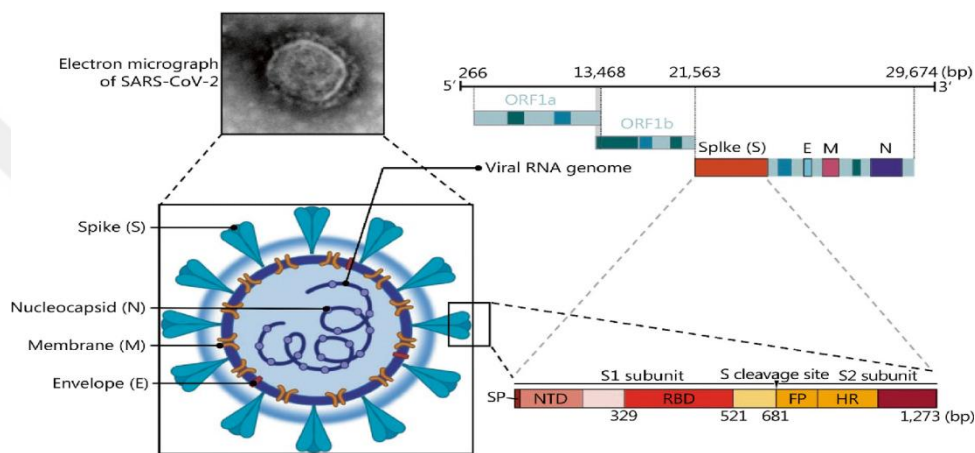 Electron micrograph
of SARS-CoV-2
266
13,468
21,563
29,674 (bp)
5′
3′
ORF1a
ORF1b
Spike (S)
E
M
N
Viral RNA genome
Spike (S)
Nucleocapsid (N)
Membrane (M)
Envelope (E)
S1 subunit
S cleavage site
S2 subunit
SP
NTD
RBD
FP
HR
329
521
681
1,273 (bp)